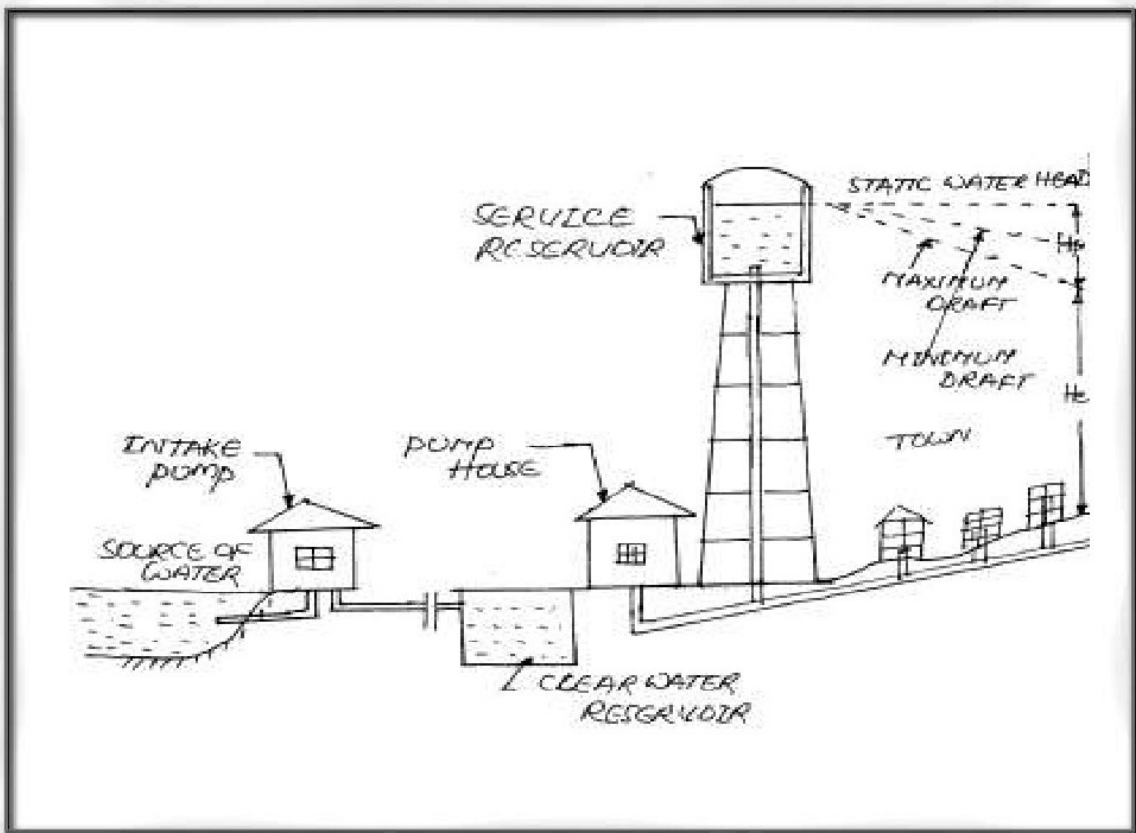 STATIC WATER HEAD
SERVICE
RESERVOIR
MAXIMUM
DRAFT
MINIMUM
DRAFT
TOWN
INTAKE
PUMP
PUMP
HOUSE
SOURCE OF
WATER
CLEAR WATER
RESERVOIR